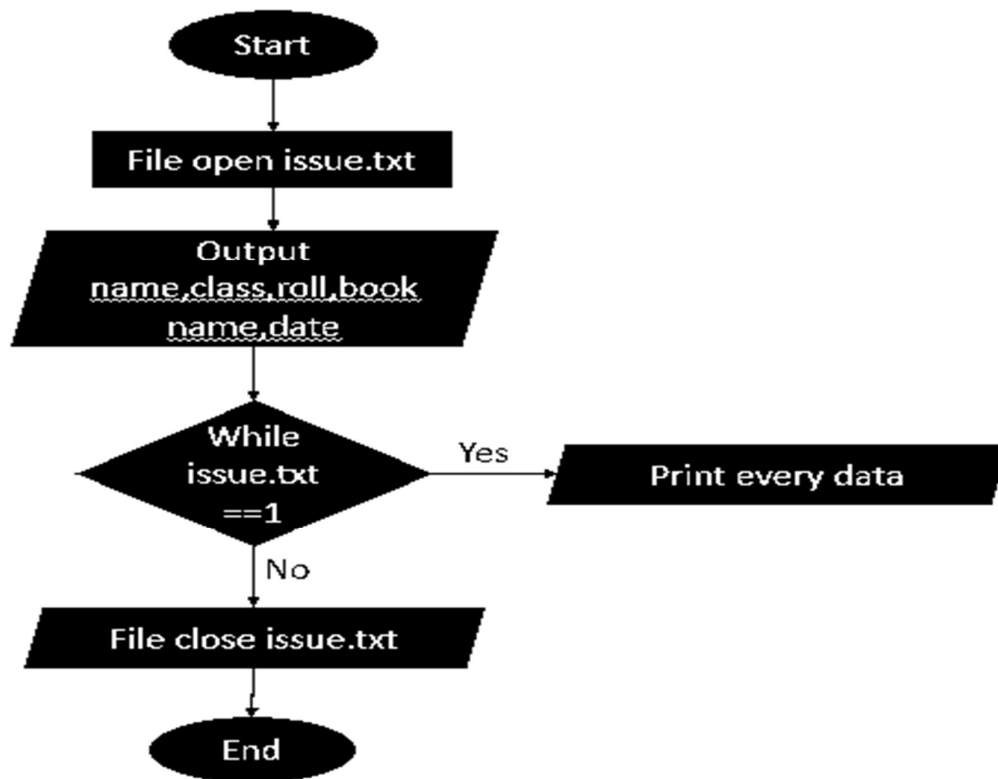 Start
File open issue.txt
Output
name,class,roll,book
name,date
While
issue.txt
==1
Yes
Print every data
No
File close issue.txt
End